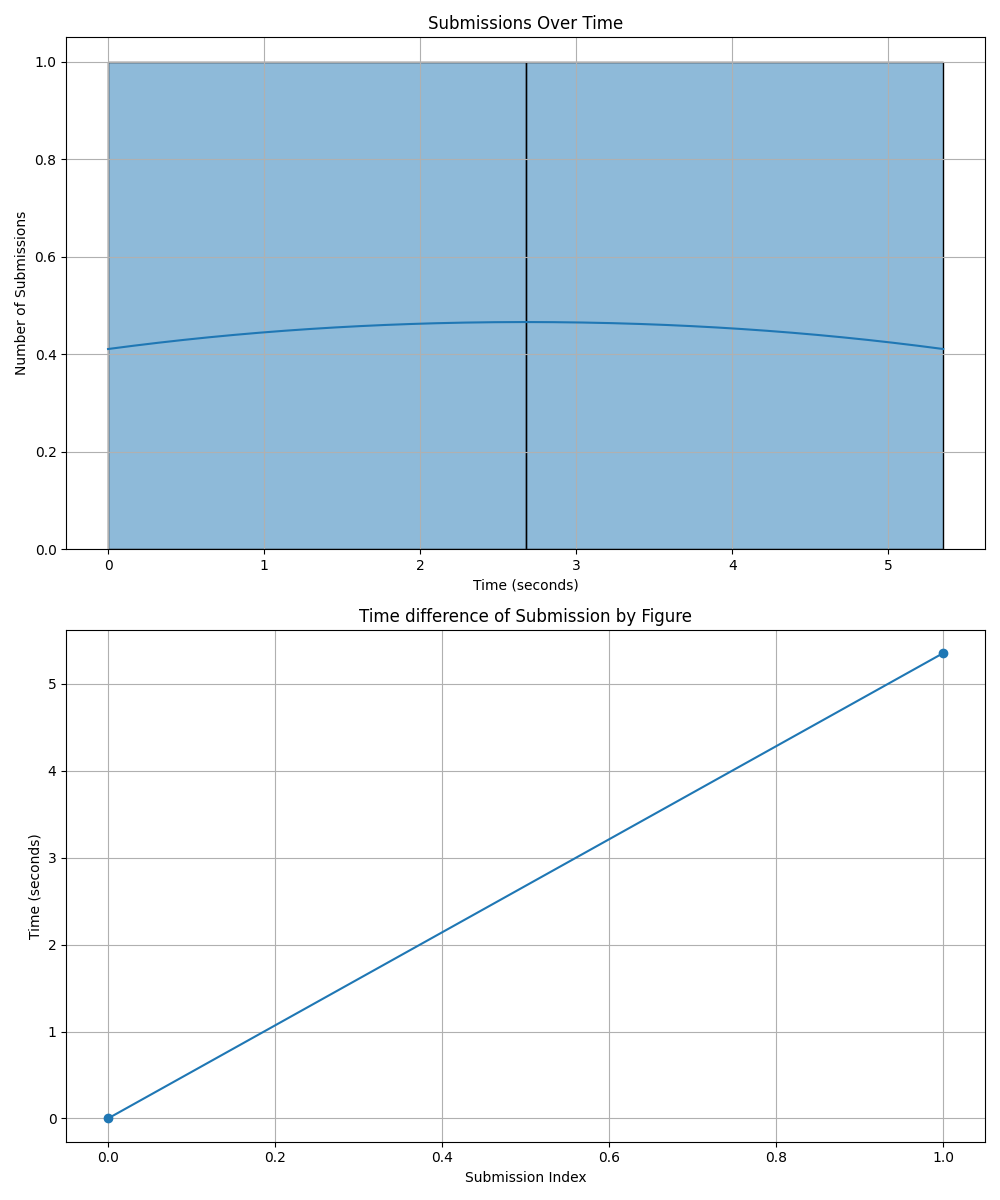 Submissions Over Time
1.0
0.8
0.6
0.4
0.2
0.0
Number of Submissions
0 1 2 3 4 5
Time (seconds)
Time difference of Submission by Figure
5
4
3
2
1
0
Time (seconds)
0.0 0.2 0.4 0.6 0.8 1.0
Submission Index